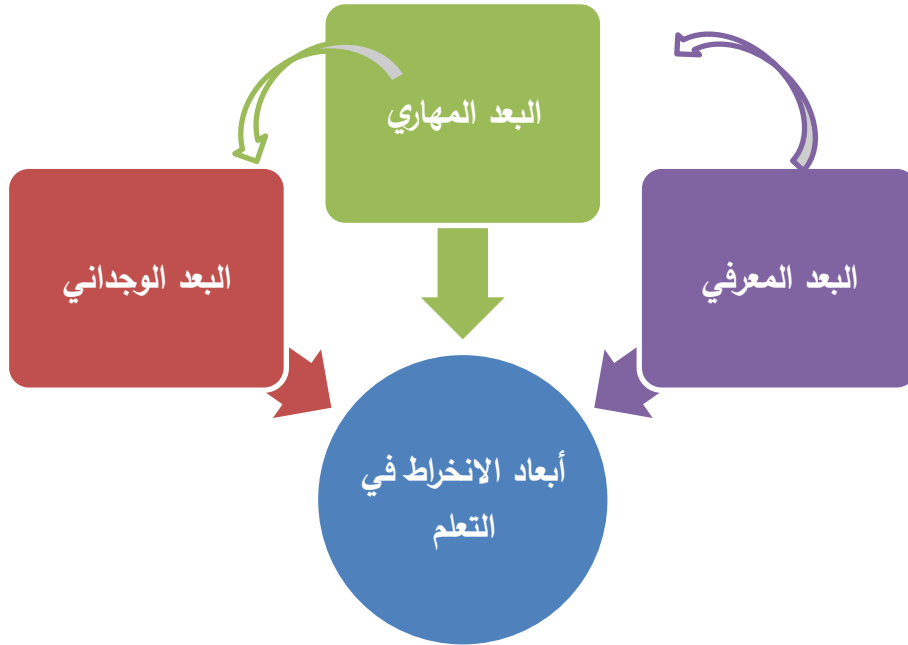 البعد المهاري
البعد المعرفي
البعد الوجداني
أبعاد الانخراط في
التعلم